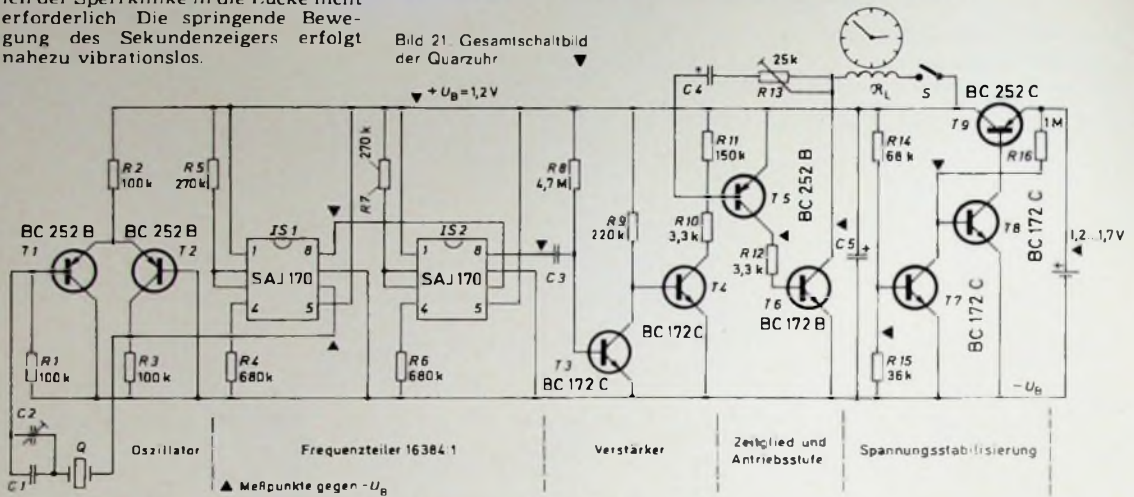 erforderlich Die springende Bewe-
gung des Sekundenzeigers erfolgt
nahezu vibrationslos.
Bild 21. Gesamtschaltbild
der Quarzuhr
+ U_B = 1,2 V
C4
25k
R13
R_L
S
BC 252 C
T9
1M
R16
R2
100k
R5
270k
270k
R7
R8
4,7M
R11
150k
R14
68k
BC 252 B
T1
BC 252 B
T2
IS1
1
8
SAJ 170
4
5
IS2
1
8
SAJ 170
4
5
C3
R9
220k
R10
3,3k
T5
BC 252 B
R12
3,3k
C5
T8
BC 172 C
1,2...1,7V
T4
BC 172 C
T6
BC 172 B
T7
BC 172 C
R1
100k
R3
100k
R4
680k
R6
680k
T3
BC 172 C
R15
36k
-U_B
C2
Q
C1
Oszillator
Frequenzteiler 16384:1
Verstärker
Zeitglied und
Antriebsstufe
Spannungsstabilisierung
▲ Meßpunkte gegen -U_B